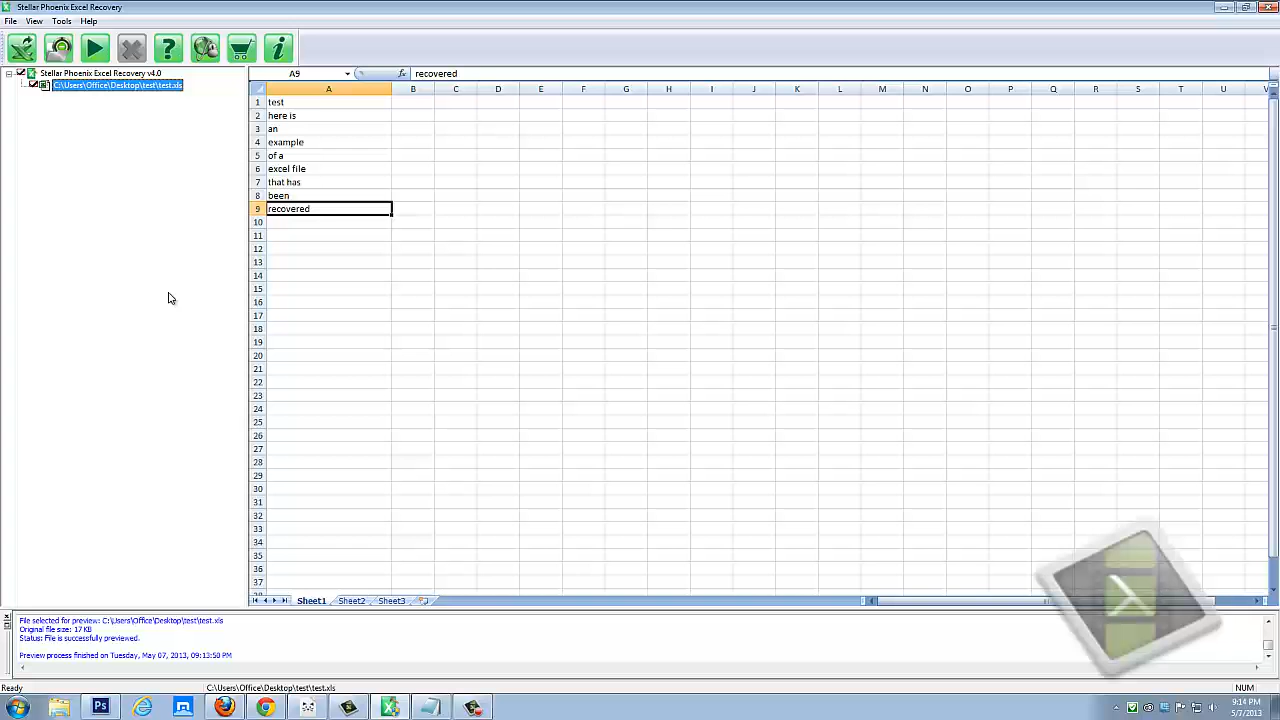 Stellar Phoenix Excel Recovery
File View Tools Help
Stellar Phoenix Excel Recovery v4.0
C:\Users\Office\Desktop\test\test.xls
A9 fx recovered
A B C D E F G H I J K L M N O P Q R S T U V
1 test
2 here is
3 an
4 example
5 of a
6 excel file
7 that has
8 been
9 recovered
10
11
12
13
14
15
16
17
18
19
20
21
22
23
24
25
26
27
28
29
30
31
32
33
34
35
36
37
38
Sheet1 Sheet2 Sheet3
File selected for preview: C:\Users\Office\Desktop\test\test.xls
Original file size: 17 KB
Status: File is successfully previewed.
Preview process finished on Tuesday, May 07, 2013, 09:13:50 PM
Ready C:\Users\Office\Desktop\test\test.xls NUM
Ps
9:14 PM
5/7/2013